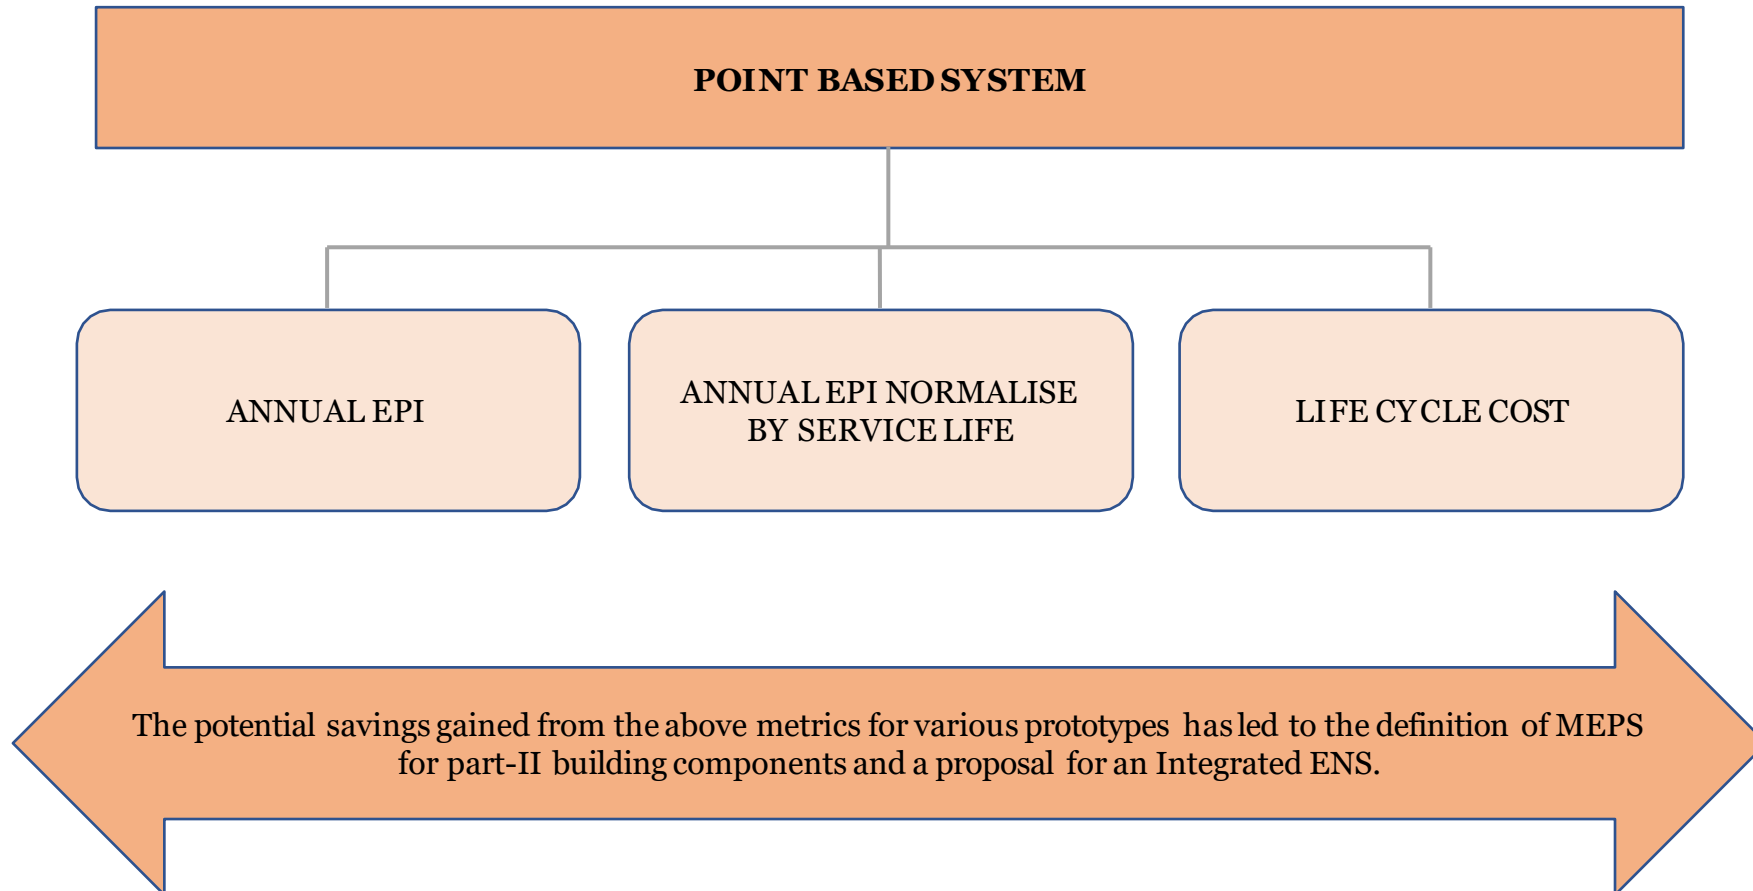 POINT BASED SYSTEM
ANNUAL EPI
ANNUAL EPI NORMALISE
BY SERVICE LIFE
LIFE CYCLE COST
The potential savings gained from the above metrics for various prototypes has led to the definition of MEPS
for part-II building components and a proposal for an Integrated ENS.